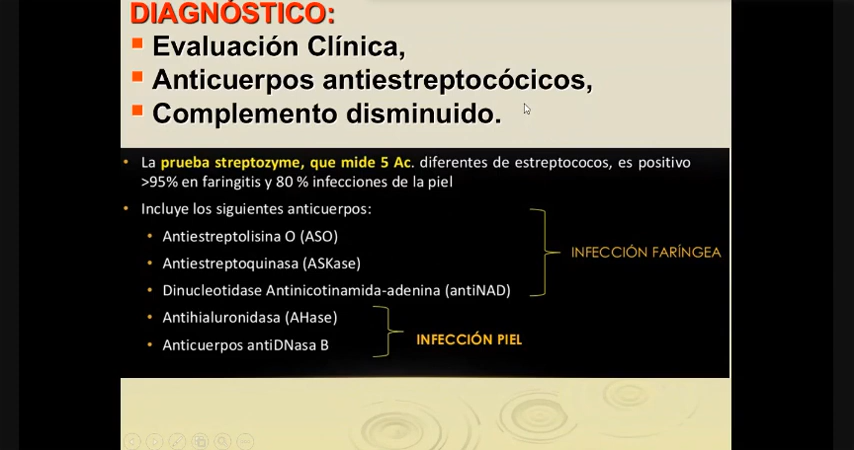 DIAGNÓSTICO:
▪ Evaluación Clínica,
▪ Anticuerpos antiestreptocócicos,
▪ Complemento disminuido.
• La prueba streptozyme, que mide 5 Ac. diferentes de estreptococos, es positivo
>95% en faringitis y 80 % infecciones de la piel
• Incluye los siguientes anticuerpos:
• Antiestreptolisina O (ASO)
• Antiestreptoquinasa (ASKase)
• Dinucleotidase Antinicotinamida-adenina (antiNAD)
INFECCIÓN FARÍNGEA
• Antihialuronidasa (AHase)
• Anticuerpos antiDNasa B
INFECCIÓN PIEL